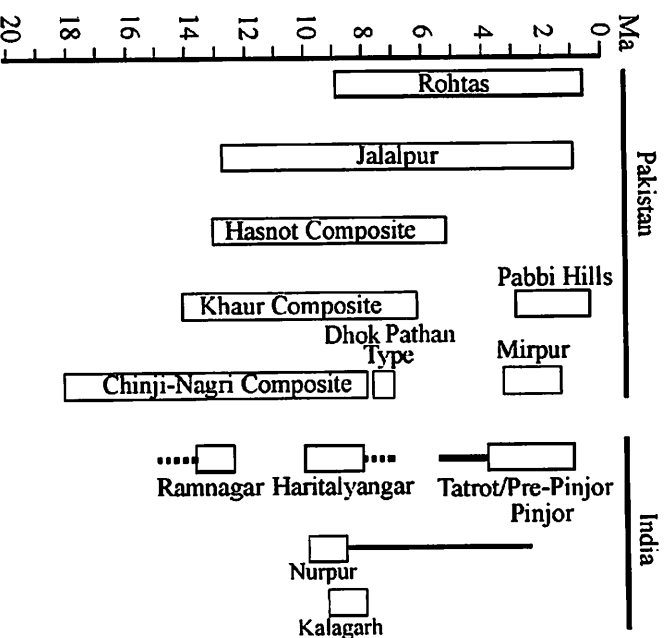 20 18 16 14 12 10 8 6 4 2 0 Ma
Rohtas
Pakistan
Jalalpur
Hasnot Composite
Pabbi Hills
Khaur Composite
Dhok Pathan
Type
Mirpur
Chinji-Nagri Composite
India
Ramnagar Haritalyangar Tatrot/Pre-Pinjor
Pinjor
Nurpur
Kalagarh